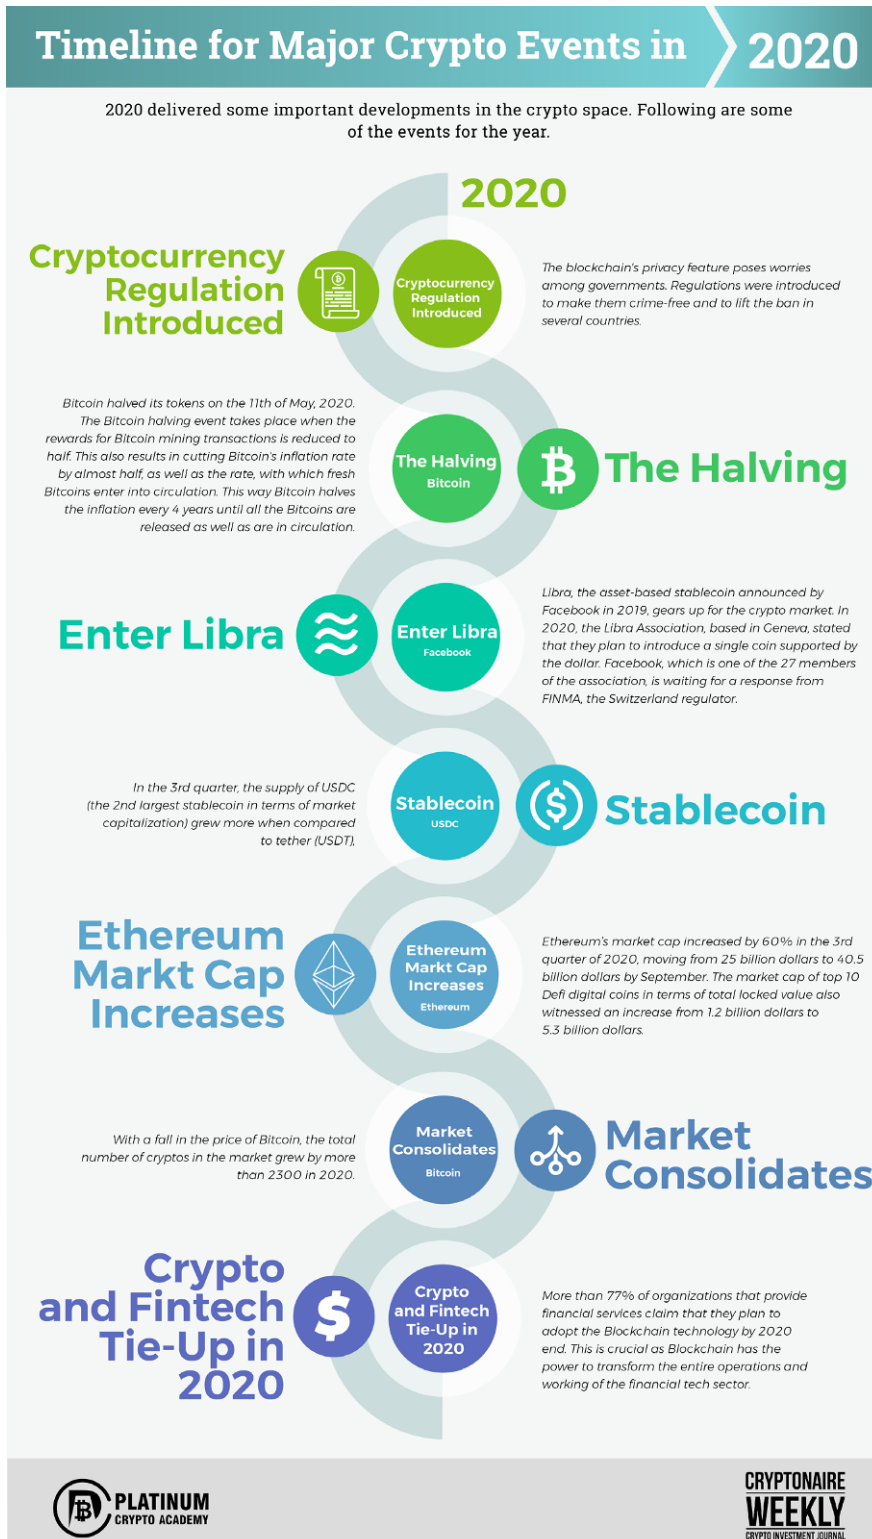 Timeline for Major Crypto Events in
2020
2020 delivered some important developments in the crypto space. Following are some
of the events for the year.
2020
Cryptocurrency
Regulation
Introduced
Cryptocurrency
Regulation
Introduced
The blockchain's privacy feature poses worries
among governments. Regulations were introduced
to make them crime-free and to lift the ban in
several countries.
Bitcoin halved its tokens on the 11th of May, 2020.
The Bitcoin halving event takes place when the
rewards for Bitcoin mining transactions is reduced to
half. This also results in cutting Bitcoin's inflation rate
by almost half, as well as the rate, with which fresh
Bitcoins enter into circulation. This way Bitcoin halves
the inflation every 4 years until all the Bitcoins are
released as well as are in circulation.
The Halving
Bitcoin
The Halving
Enter Libra
Enter Libra
Facebook
Libra, the asset-based stablecoin announced by
Facebook in 2019, gears up for the crypto market. In
2020, the Libra Association, based in Geneva, stated
that they plan to introduce a single coin supported by
the dollar. Facebook, which is one of the 27 members
of the association, is waiting for a response from
FINMA, the Switzerland regulator.
In the 3rd quarter, the supply of USDC
(the 2nd largest stablecoin in terms of market
capitalization) grew more when compared
to tether (USDT),
Stablecoin
USDC
Stablecoin
Ethereum
Markt Cap
Increases
Ethereum
Markt Cap
Increases
Ethereum
Ethereum's market cap increased by 60% in the 3rd
quarter of 2020, moving from 25 billion dollars to 40.5
billion dollars by September. The market cap of top 10
Defi digital coins in terms of total locked value also
witnessed an increase from 1.2 billion dollars to
5.3 billion dollars.
With a fall in the price of Bitcoin, the total
number of cryptos in the market grew by more
than 2300 in 2020.
Market
Consolidates
Bitcoin
Market
Consolidates
Crypto
and Fintech
Tie-Up in
2020
Crypto
and Fintech
Tie-Up in
2020
More than 77% of organizations that provide
financial services claim that they plan to
adopt the Blockchain technology by 2020
end. This is crucial as Blockchain has the
power to transform the entire operations and
working of the financial tech sector.
PLATINUM
CRYPTO ACADEMY
CRYPTONAIRE
WEEKLY
CRYPTO INVESTMENT JOURNAL